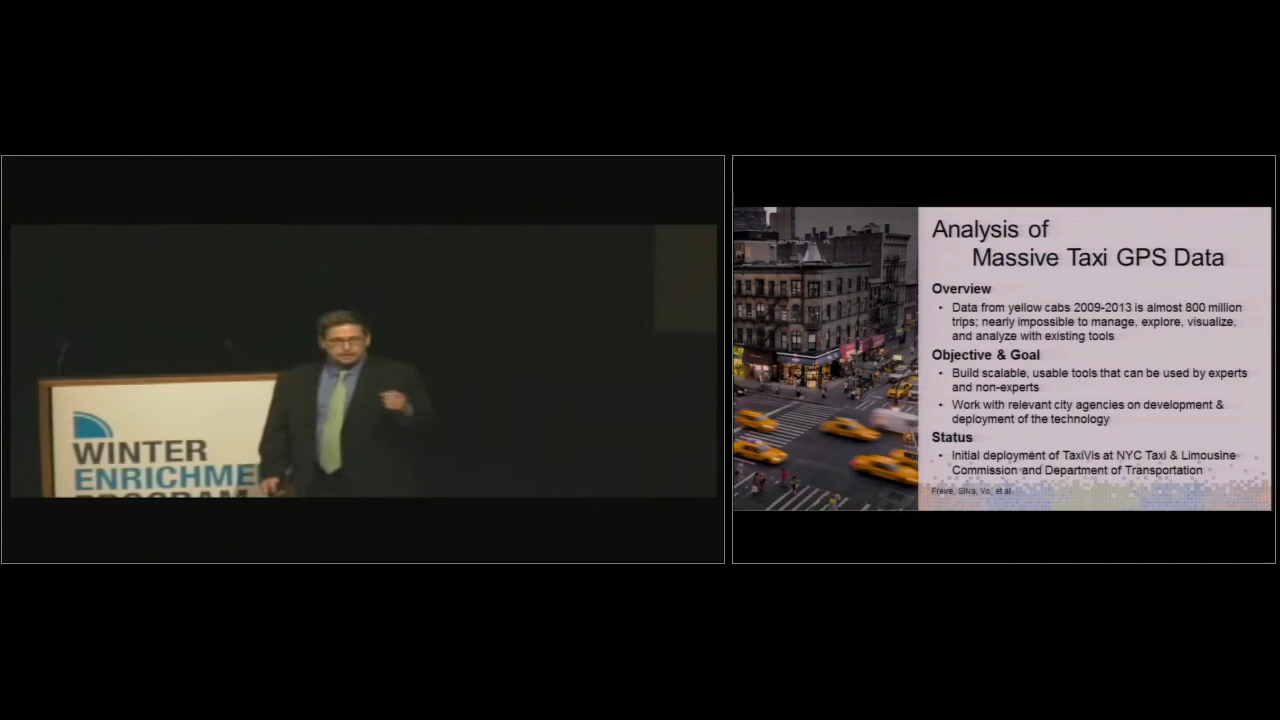 WINTER
ENRICHME
PROGRAM
Analysis of
Massive Taxi GPS Data
Overview
• Data from yellow cabs 2009-2013 is almost 800 million
trips; nearly impossible to manage, explore, visualize,
and analyze with existing tools
Objective & Goal
• Build scalable, usable tools that can be used by experts
and non-experts
• Work with relevant city agencies on development &
deployment of the technology
Status
• Initial deployment of TaxiVis at NYC Taxi & Limousine
Commission and Department of Transportation
Freire, Silva, Vo, et al.